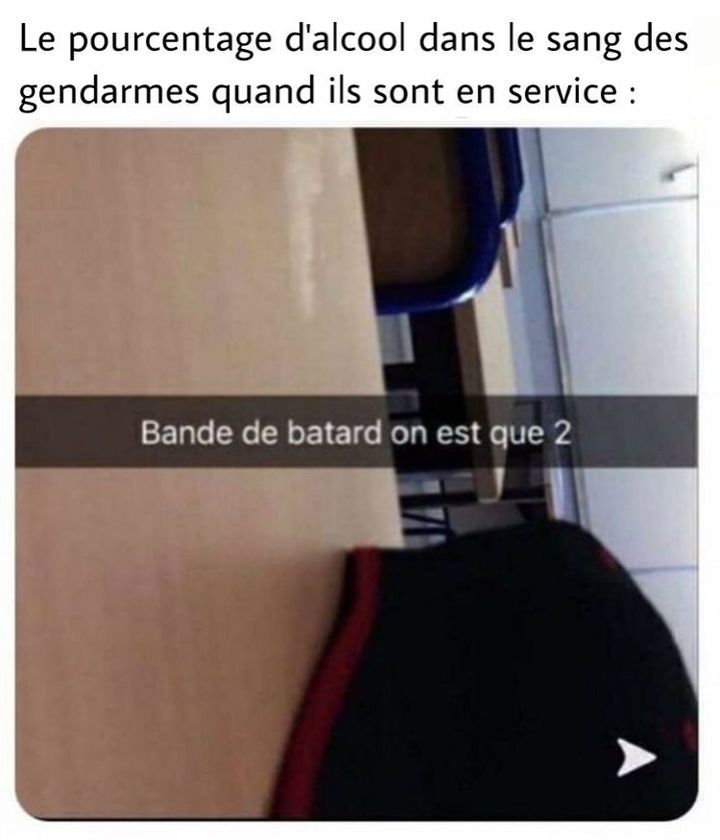 Le pourcentage d'alcool dans le sang des
gendarmes quand ils sont en service :
Bande de batard on est que 2